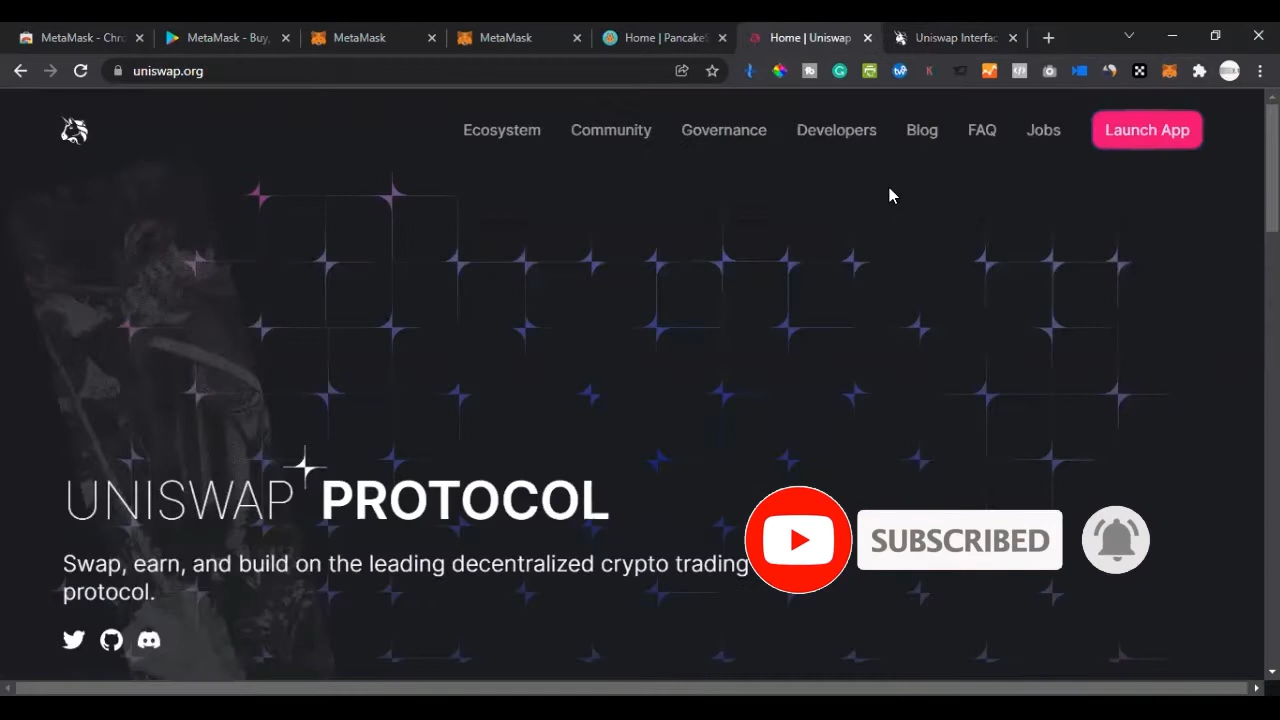 MetaMask - Chro
MetaMask - Buy,
MetaMask
MetaMask
Home | PancakeS
Home | Uniswap
Uniswap Interfac
uniswap.org
Ecosystem
Community
Governance
Developers
Blog
FAQ
Jobs
Launch App
UNISWAP PROTOCOL
Swap, earn, and build on the leading decentralized crypto trading
protocol.
SUBSCRIBED